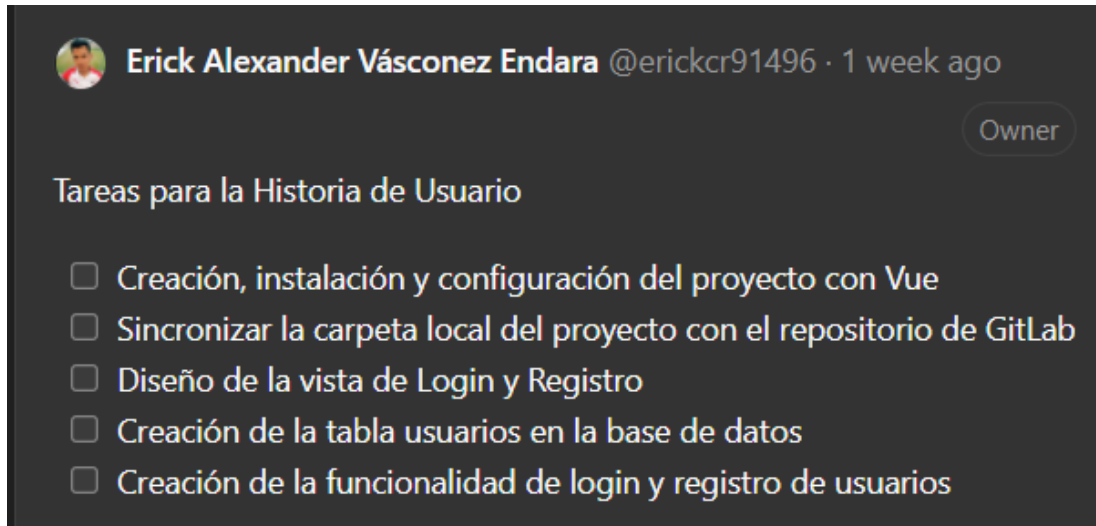 Erick Alexander Vásconez Endara @erickcr91496 · 1 week ago
Owner
Tareas para la Historia de Usuario
Creación, instalación y configuración del proyecto con Vue
Sincronizar la carpeta local del proyecto con el repositorio de GitLab
Diseño de la vista de Login y Registro
Creación de la tabla usuarios en la base de datos
Creación de la funcionalidad de login y registro de usuarios